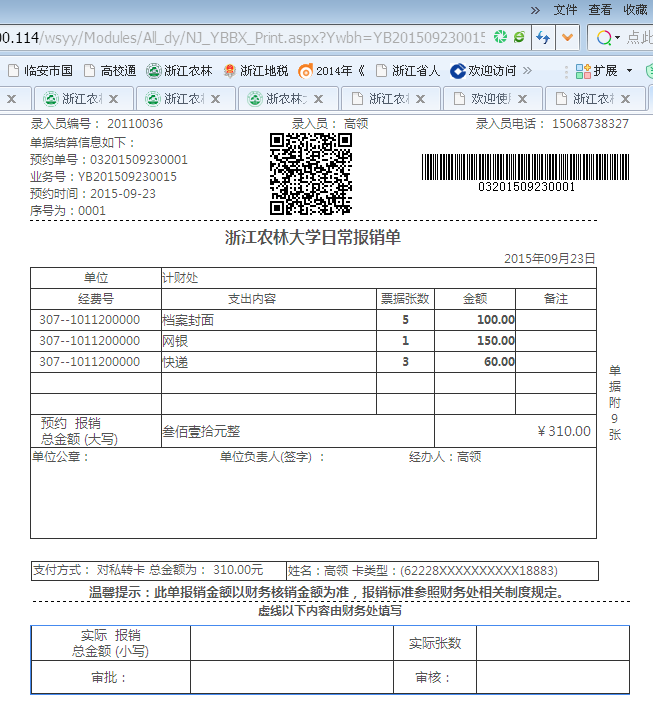 » 文件 查看 收藏
00.114/wsyy/Modules/All_dy/NJ_YBBX_Print.aspx?Ywbh=YB201509230015
临安市国 高校通 浙江农林 浙江地税 2014年《 浙江省人 欢迎访问 » 扩展
浙江农林 浙江农林 浙农林大 浙江农林 欢迎使用 浙江农林
录入员编号： 20110036 录入员： 高领 录入员电话： 15068738327
单据结算信息如下：
预约单号：03201509230001
业务号：YB201509230015
预约时间：2015-09-23
序号为：0001
03201509230001
浙江农林大学日常报销单
2015年09月23日
单位 计财处
经费号 支出内容 票据张数 金额 备注
307--1011200000 档案封面 5 100.00
307--1011200000 网银 1 150.00
307--1011200000 快递 3 60.00
单据附9张
预约 报销
总金额 (大写) 叁佰壹拾元整 ￥310.00
单位公章： 单位负责人(签字) ： 经办人：高领
支付方式： 对私转卡 总金额为： 310.00元 姓名：高领 卡类型：(62228XXXXXXXXXX18883)
温馨提示：此单报销金额以财务核销金额为准，报销标准参照财务处相关制度规定。
虚线以下内容由财务处填写
实际 报销
总金额 (小写) 实际张数
审批： 审核：